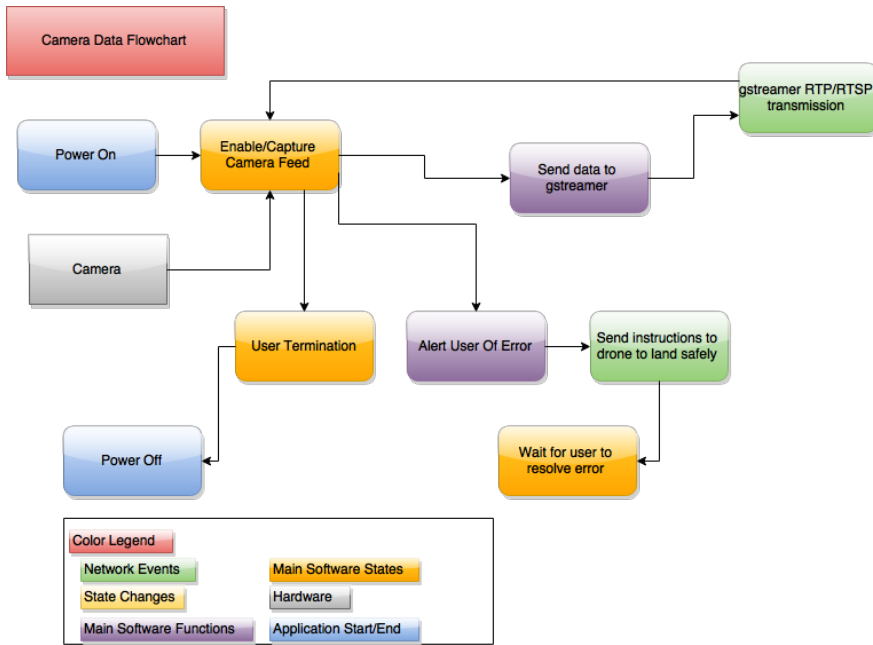 Camera Data Flowchart
gstreamer RTP/RTSP
transmission
Power On
Enable/Capture
Camera Feed
Send data to
gstreamer
Camera
User Termination
Alert User Of Error
Send instructions to
drone to land safely
Power Off
Wait for user to
resolve error
Color Legend
Network Events
Main Software States
State Changes
Hardware
Main Software Functions
Application Start/End